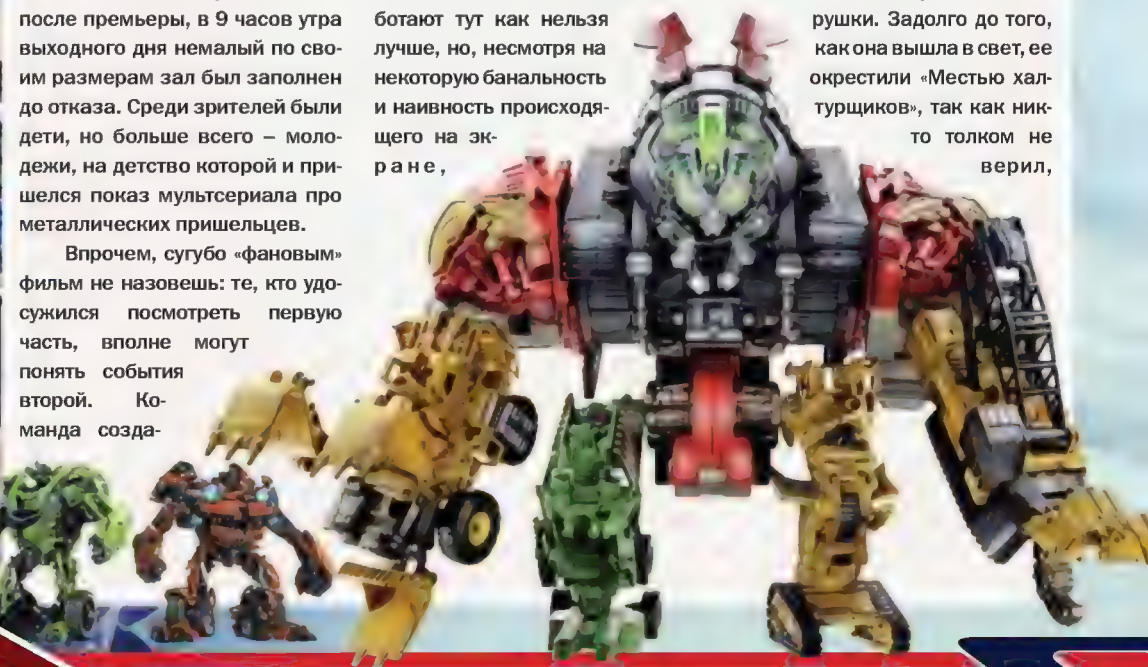 после премьеры, в 9 часов утра
выходного дня немалый по сво-
им размерам зал был заполнен
до отказа. Среди зрителей были
дети, но больше всего – моло-
дежи, на детство которой и при-
шелся показ мультсериала про
металлических пришельцев.
Впрочем, сугубо «фановым»
фильм не назовешь: те, кто удо-
сужился посмотреть первую
часть, вполне могут
понять события
второй. Ко-
манда созда-
ботают тут как нельзя
лучше, но, несмотря на
некоторую банальность
и наивность происходя-
щего на эк-
ране,
рушки. Задолго до того,
как она вышла в свет, ее
окрестили «Местью хал-
турщиков», так как ник-
то толком не
верил,